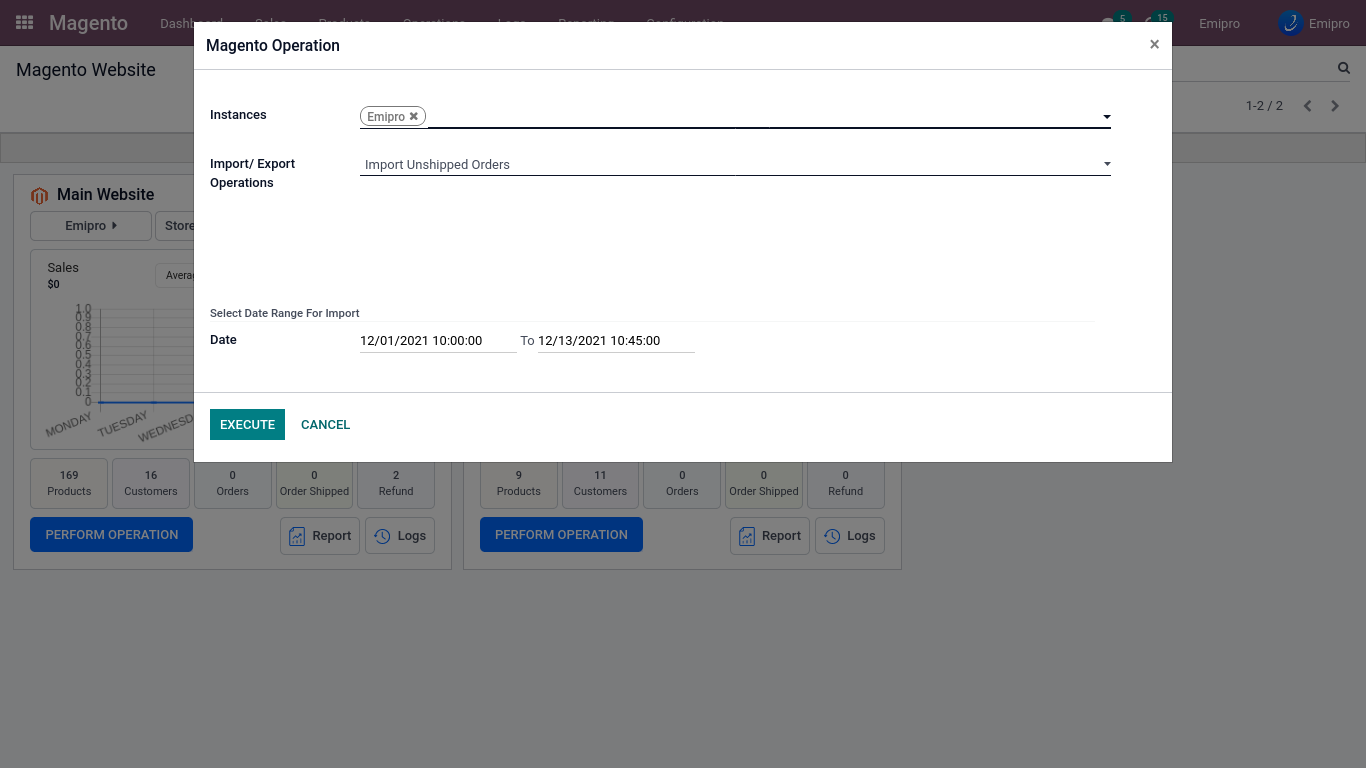 Magento Dashboard Sales Products Operations Logs Reporting Configuration 5 15 Emipro Emipro
Magento Operation ×
Magento Website
Instances Emipro ✖
1-2 / 2
Import/ Export Operations Import Unshipped Orders
Main Website
Emipro Store
Sales
$0
Avera
1.0
0.9
0.8
0.7
0.6
0.5
0.4
0.3
0.2
0.1
0
MONDAY TUESDAY WEDNESD
Select Date Range For Import
Date 12/01/2021 10:00:00 To 12/13/2021 10:45:00
EXECUTE CANCEL
169 16 0 0 2
Products Customers Orders Order Shipped Refund
PERFORM OPERATION Report Logs
9 11 0 0 0
Products Customers Orders Order Shipped Refund
PERFORM OPERATION Report Logs